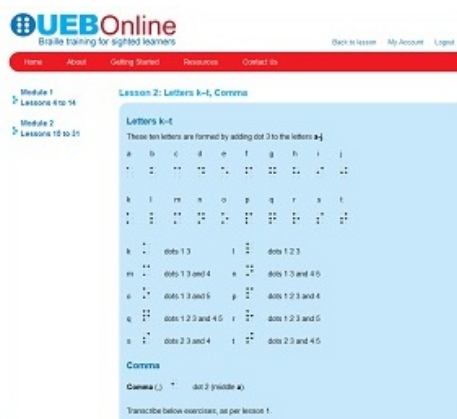 UEBOnline
Braille training for sighted learners
Back to lesson My Account Logout
Home About Getting Started Resources Contact Us
Module 1
Lessons 4 to 14
Module 2
Lessons 15 to 31
Lesson 2: Letters k–t, Comma
Letters k–t
These ten letters are formed by adding dot 3 to the letters a-j.
a b c d e f g h i j
⠁ ⠃ ⠉ ⠙ ⠑ ⠋ ⠛ ⠓ ⠊ ⠚
k l m n o p q r s t
⠅ ⠇ ⠍ ⠝ ⠕ ⠏ ⠟ ⠗ ⠎ ⠞
k ⠅ dots 1 3 l ⠇ dots 1 2 3
m ⠍ dots 1 3 and 4 n ⠝ dots 1 3 and 4 5
o ⠕ dots 1 3 and 5 p ⠏ dots 1 2 3 and 4
q ⠟ dots 1 2 3 and 4 5 r ⠗ dots 1 2 3 and 5
s ⠎ dots 2 3 and 4 t ⠞ dots 2 3 and 4 5
Comma
Comma (,) ⠂ dot 2 (middle a).
Transcribe below exercises, as per lesson 1.